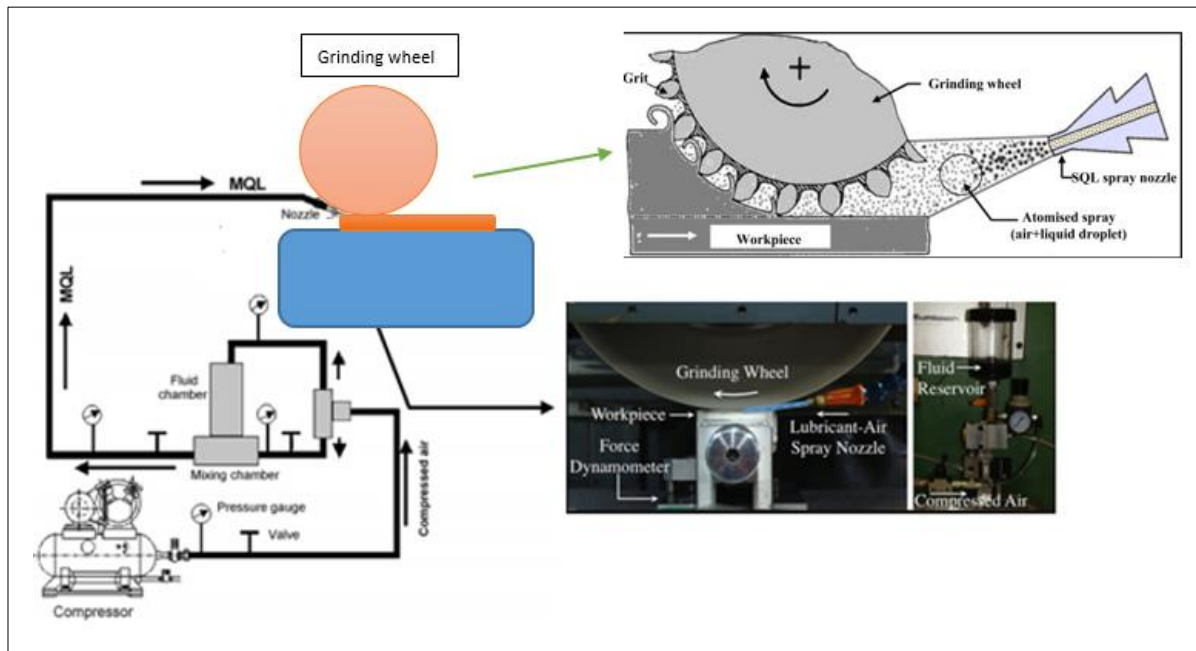 Grinding wheel
MQL
Nozzle
MQL
Fluid
chamber
Mixing chamber
Pressure gauge
Valve
Compressed air
Compressor
Grit
Grinding wheel
SQL spray nozzle
Atomised spray
(air+liquid droplet)
Workpiece
Grinding Wheel
Workpiece
Force
Dynamometer
Lubricant-Air
Spray Nozzle
Fluid
Reservoir
Compressed Air